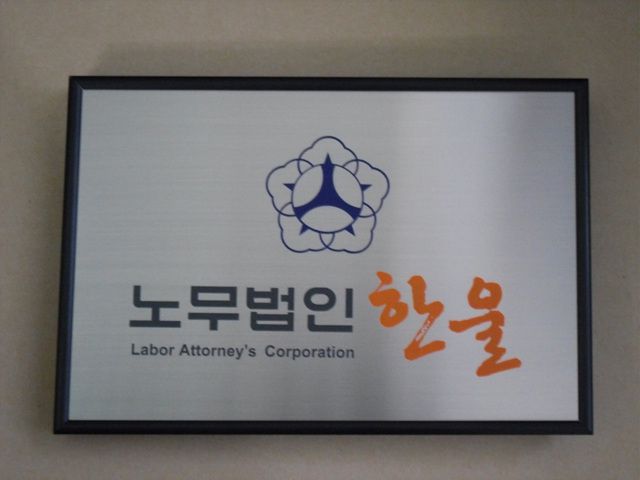 노무법인 한울
Labor Attorney's Corporation